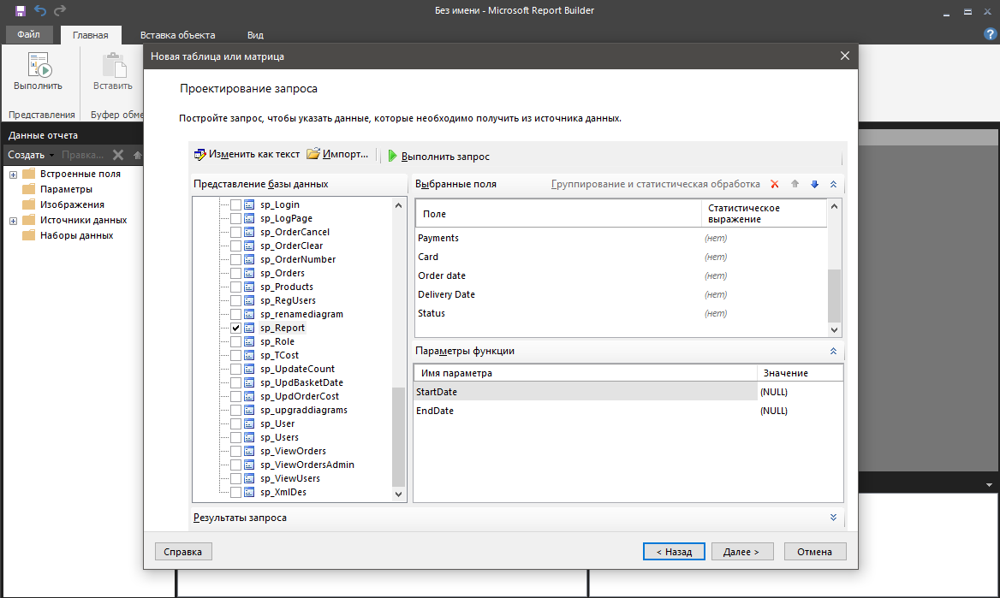 Без имени - Microsoft Report Builder
Файл
Главная
Вставка объекта
Вид
Выполнить
Вставить
Представления
Буфер обме
Данные отчета
Создать
Правка...
Встроенные поля
Параметры
Изображения
Источники данных
Наборы данных
Новая таблица или матрица
Проектирование запроса
Постройте запрос, чтобы указать данные, которые необходимо получить из источника данных.
Изменить как текст
Импорт...
Выполнить запрос
Представление базы данных
sp_Login
sp_LogPage
sp_OrderCancel
sp_OrderClear
sp_OrderNumber
sp_Orders
sp_Products
sp_RegUsers
sp_renamediagram
sp_Report
sp_Role
sp_TCost
sp_UpdateCount
sp_UpdBasketDate
sp_UpdOrderCost
sp_upgraddiagrams
sp_User
sp_Users
sp_ViewOrders
sp_ViewOrdersAdmin
sp_ViewUsers
sp_XmlDes
Выбранные поля
Группирование и статистическая обработка
Поле
Статистическое
выражение
Payments (нет)
Card (нет)
Order date (нет)
Delivery Date (нет)
Status (нет)
Параметры функции
Имя параметра Значение
StartDate (NULL)
EndDate (NULL)
Результаты запроса
Справка
< Назад
Далее >
Отмена